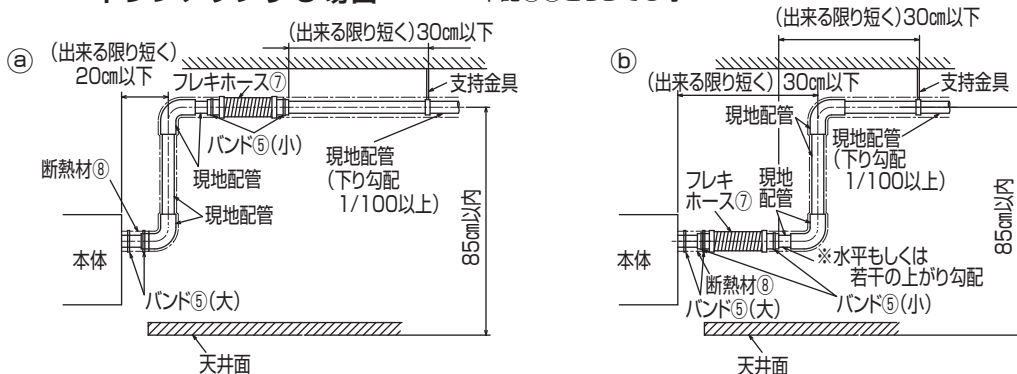 ⓐ
(出来る限り短く)
20㎝以下
(出来る限り短く)30㎝以下
フレキホース⑦
支持金具
バンド⑤(小)
断熱材⑧
現地配管
現地配管
現地配管
(下り勾配
1/100以上)
85㎝以内
本体
バンド⑤(大)
天井面
ⓑ
(出来る限り短く)30㎝以下
(出来る限り短く)30㎝以下
支持金具
現地配管
現地配管
(下り勾配
1/100以上)
フレキ
ホース⑦
現地
配管
85㎝以内
本体
※水平もしくは
若干の上がり勾配
断熱材⑧
バンド⑤(大)
バンド⑤(小)
天井面